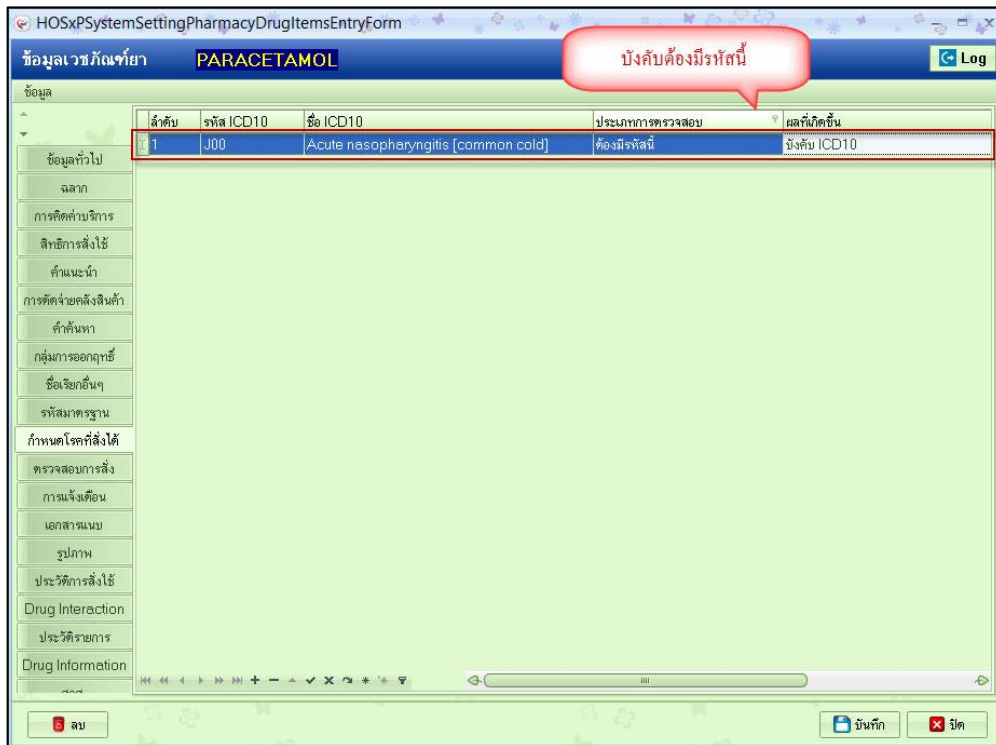 HOSxPSystemSettingPharmacyDrugItemsEntryForm
ข้อมูลเวชภัณฑ์ยา PARACETAMOL
บังคับต้องมีรหัสนี้
Log
ข้อมูล
ลำดับ รหัส ICD10 ชื่อ ICD10 ประเภทการตรวจสอบ ผลที่เกิดขึ้น
1 J00 Acute nasopharyngitis [common cold] ต้องมีรหัสนี้ บังคับ ICD10
ข้อมูลทั่วไป
ฉลาก
การคิดค่าบริการ
สิทธิการสั่งใช้
คำแนะนำ
การตัดจ่ายคลังสินค้า
คำค้นหา
กลุ่มการออกฤทธิ์
ชื่อเรียกอื่นๆ
รหัสมาตรฐาน
กำหนดโรคที่สั่งได้
ตรวจสอบการสั่ง
การแจ้งเตือน
เอกสารแนบ
รูปภาพ
ประวัติการสั่งใช้
Drug Interaction
ประวัติรายการ
Drug Information
ลบ บันทึก ปิด